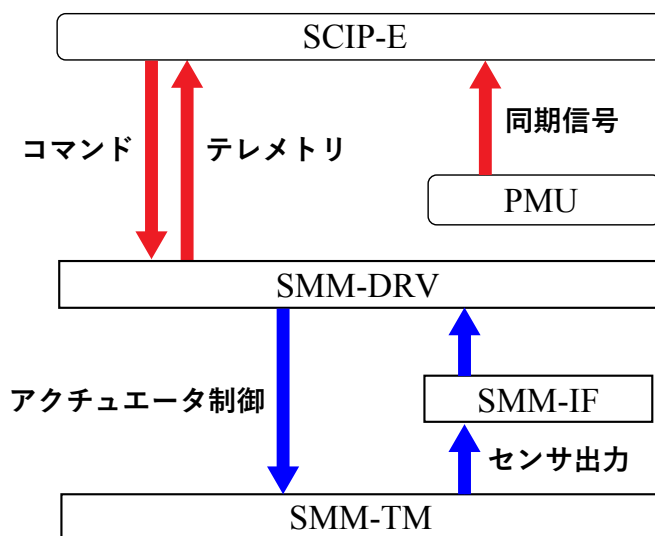 SCIP-E
コマンド
テレメトリ
同期信号
PMU
SMM-DRV
アクチュエータ制御
SMM-IF
センサ出力
SMM-TM